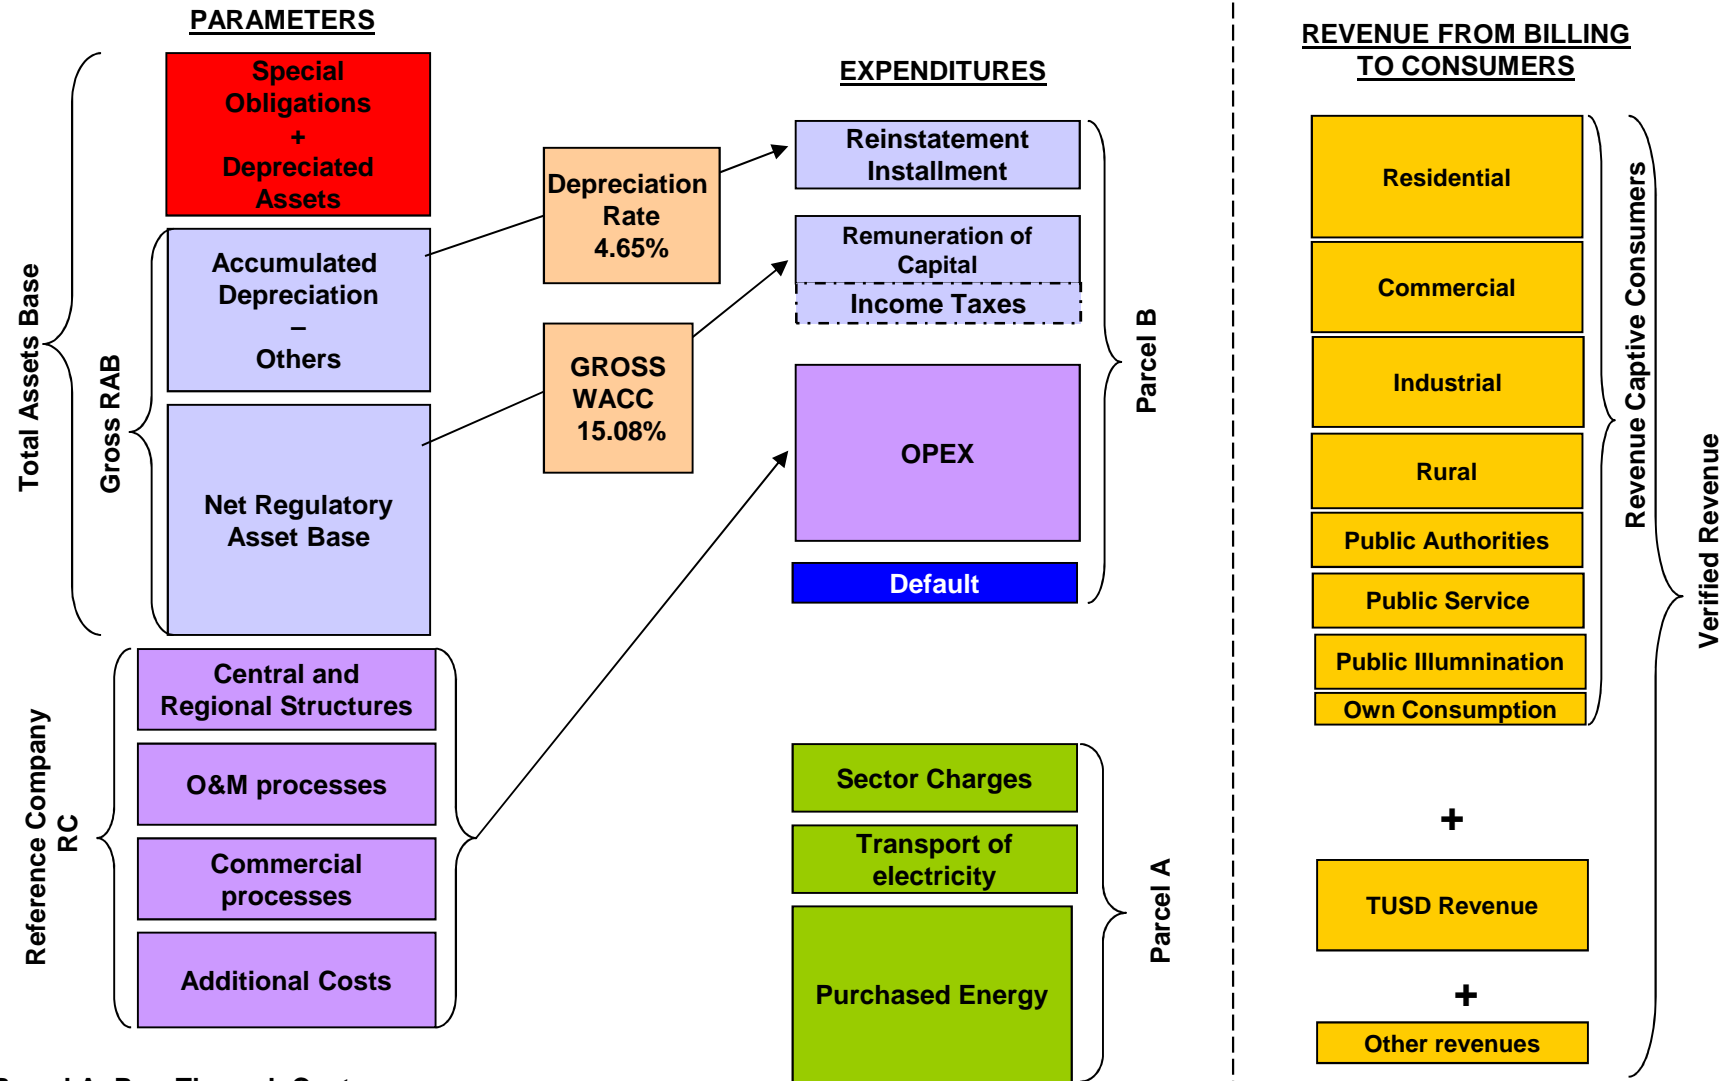 PARAMETERS
Special
Obligations
+
Depreciated
Assets
Accumulated
Depreciation
–
Others
Net Regulatory
Asset Base
Total Assets Base
Gross RAB
Central and
Regional Structures
O&M processes
Commercial
processes
Additional Costs
Reference Company
RC
Depreciation
Rate
4.65%
GROSS
WACC
15.08%
EXPENDITURES
Reinstatement
Installment
Remuneration of
Capital
Income Taxes
OPEX
Default
Parcel B
Sector Charges
Transport of
electricity
Purchased Energy
Parcel A
REVENUE FROM BILLING
TO CONSUMERS
Residential
Commercial
Industrial
Rural
Public Authorities
Public Service
Public Illumnination
Own Consumption
Revenue Captive Consumers
+
TUSD Revenue
+
Other revenues
Verified Revenue